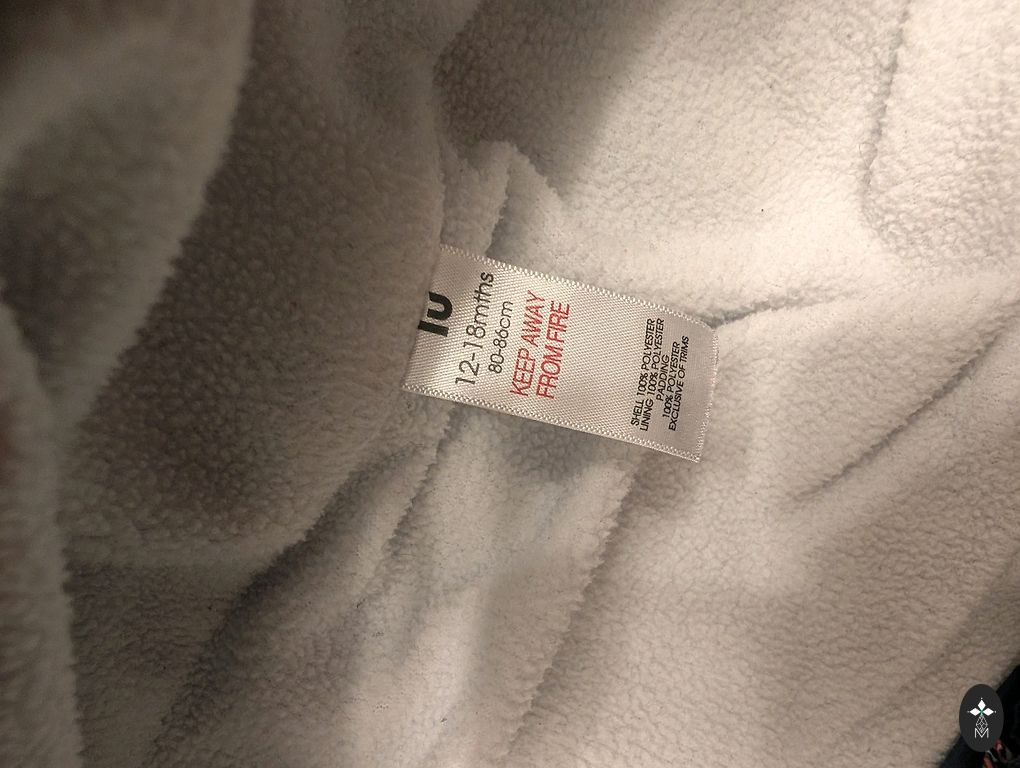 TU
12-18mths
80-86cm
KEEP AWAY
FROM FIRE
SHELL 100% POLYESTER
LINING 100% POLYESTER
PADDING
100% POLYESTER
EXCLUSIVE OF TRIMS
M